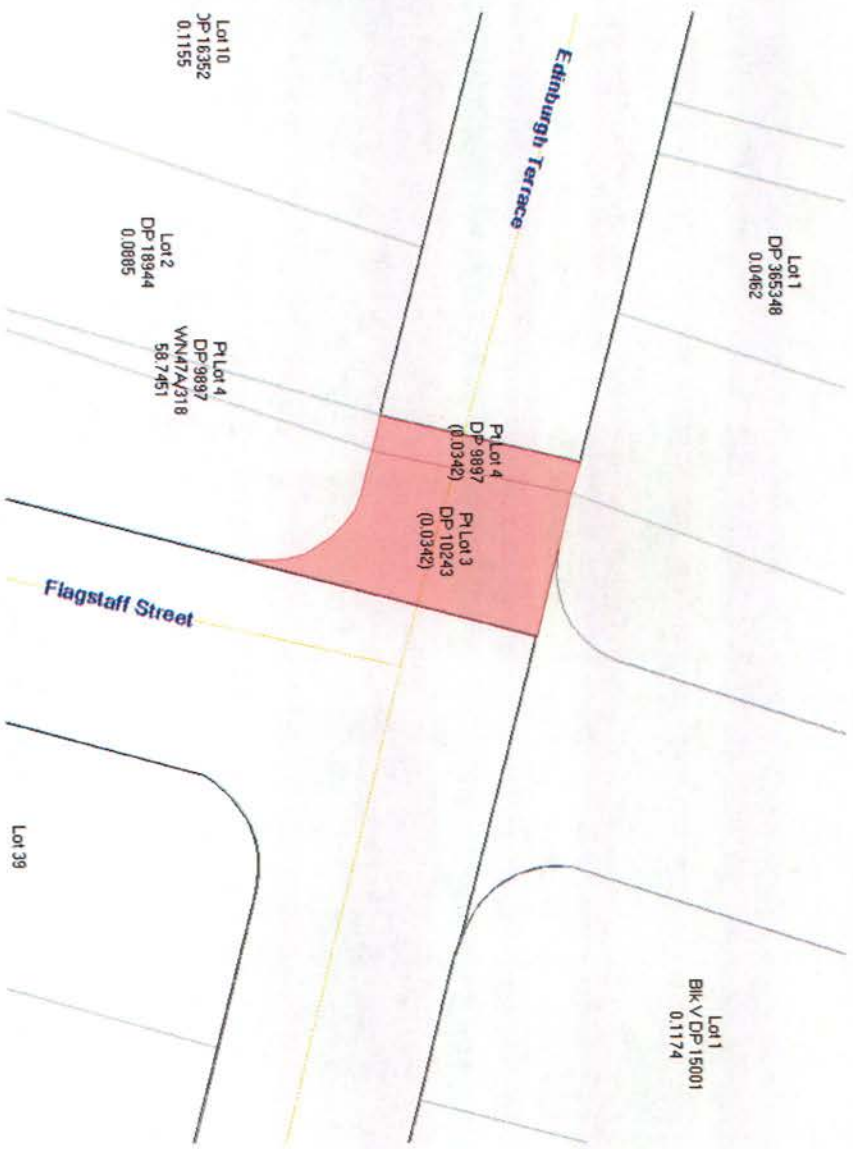 Lot 10
DP 16352
0.1155
Edinburgh Terrace
Lot 1
DP 365348
0.0462
Lot 2
DP 18944
0.0885
Pt Lot 4
DP 9897
WN47A/318
58.7451
Pt Lot 4
DP 9897
(0.0342)
Pt Lot 3
DP 10243
(0.0342)
Flagstaff Street
Lot 39
Lot 1
Blk V DP 15001
0.1174